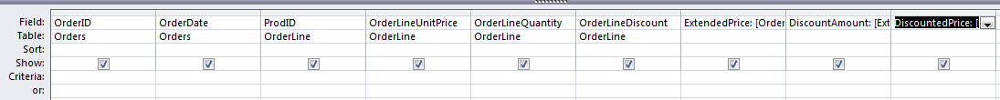 Field: OrderID OrderDate ProdID OrderLineUnitPrice OrderLineQuantity OrderLineDiscount ExtendedPrice: [Order DiscountAmount: [Ext DiscountedPrice: [
Table: Orders Orders OrderLine OrderLine OrderLine OrderLine
Sort:
Show:
Criteria:
or: